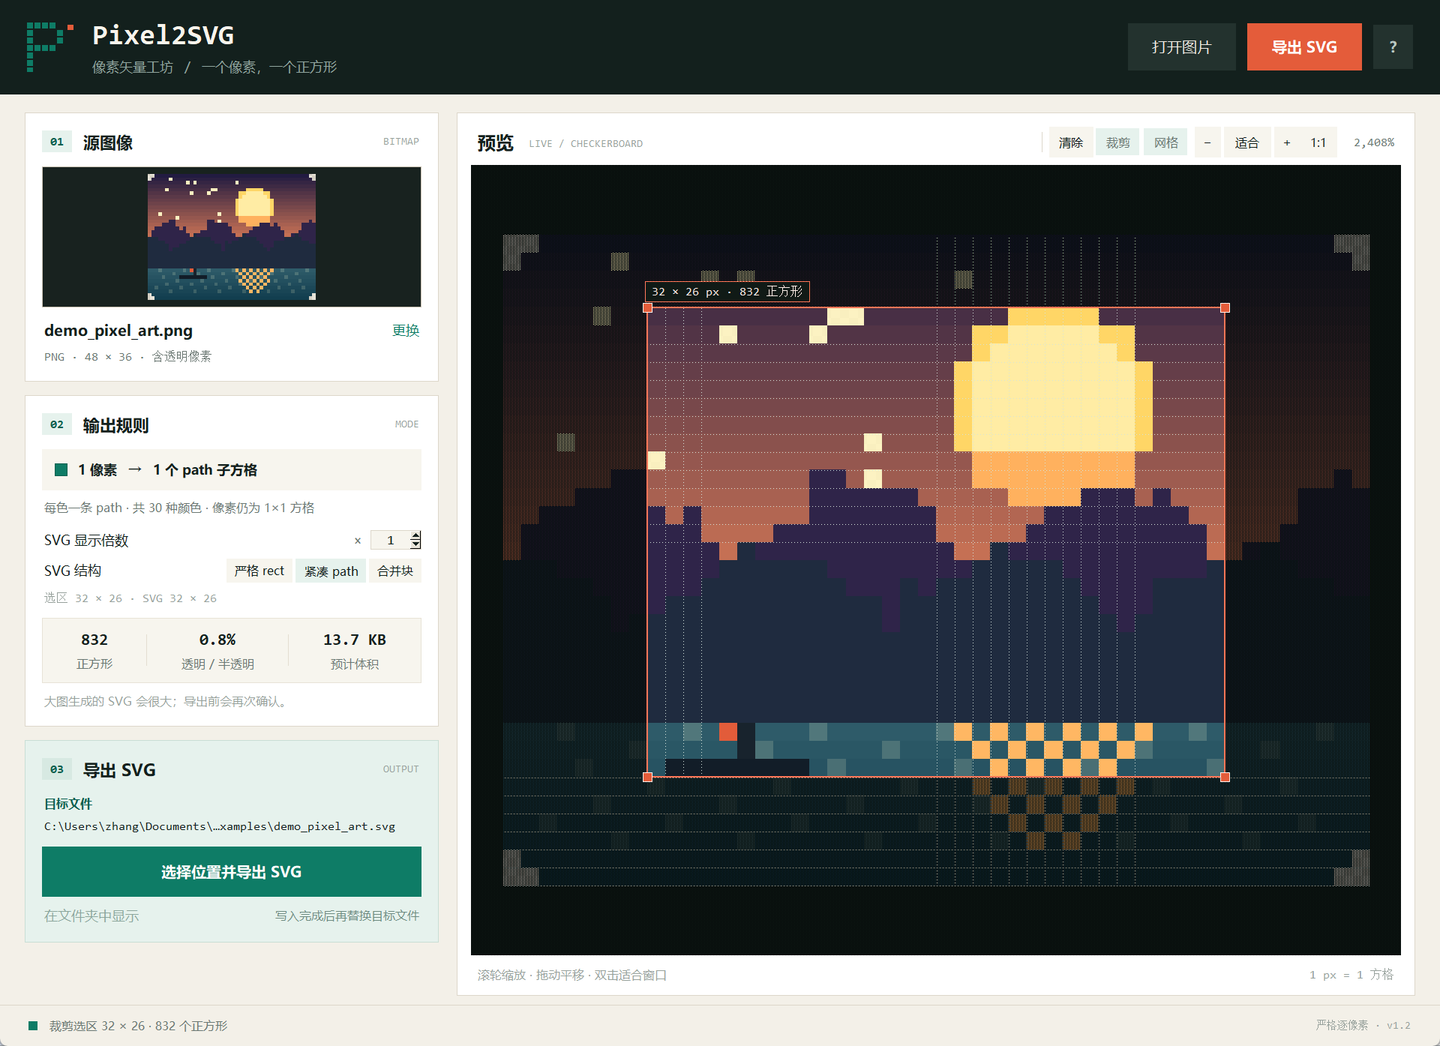 Pixel2SVG
像素矢量工坊 / 一个像素，一个正方形
打开图片
导出 SVG
?
01 源图像 BITMAP
demo_pixel_art.png 更换
PNG · 48 × 36 · 含透明像素
02 输出规则 MODE
1 像素 → 1 个 path 子方格
每色一条 path · 共 30 种颜色 · 像素仍为 1×1 方格
SVG 显示倍数 x 1
SVG 结构 严格 rect 紧凑 path 合并块
选区 32 × 26 · SVG 32 × 26
832 0.8% 13.7 KB
正方形 透明 / 半透明 预计体积
大图生成的 SVG 会很大；导出前会再次确认。
03 导出 SVG OUTPUT
目标文件
C:\Users\zhang\Documents\…xamples\demo_pixel_art.svg
选择位置并导出 SVG
在文件夹中显示 写入完成后再替换目标文件
预览 LIVE / CHECKERBOARD 清除 裁剪 网格 − 适合 + 1:1 2,408%
32 × 26 px · 832 正方形
滚轮缩放 · 拖动平移 · 双击适合窗口 1 px = 1 方格
裁剪选区 32 × 26 · 832 个正方形 严格逐像素 · v1.2